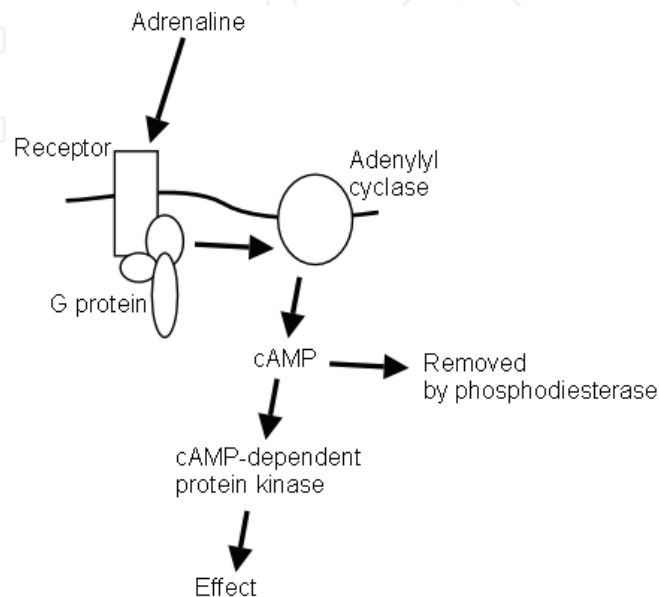 Adrenaline
Receptor
Adenylyl
cyclase
G protein
cAMP
Removed
by phosphodiesterase
cAMP-dependent
protein kinase
Effect